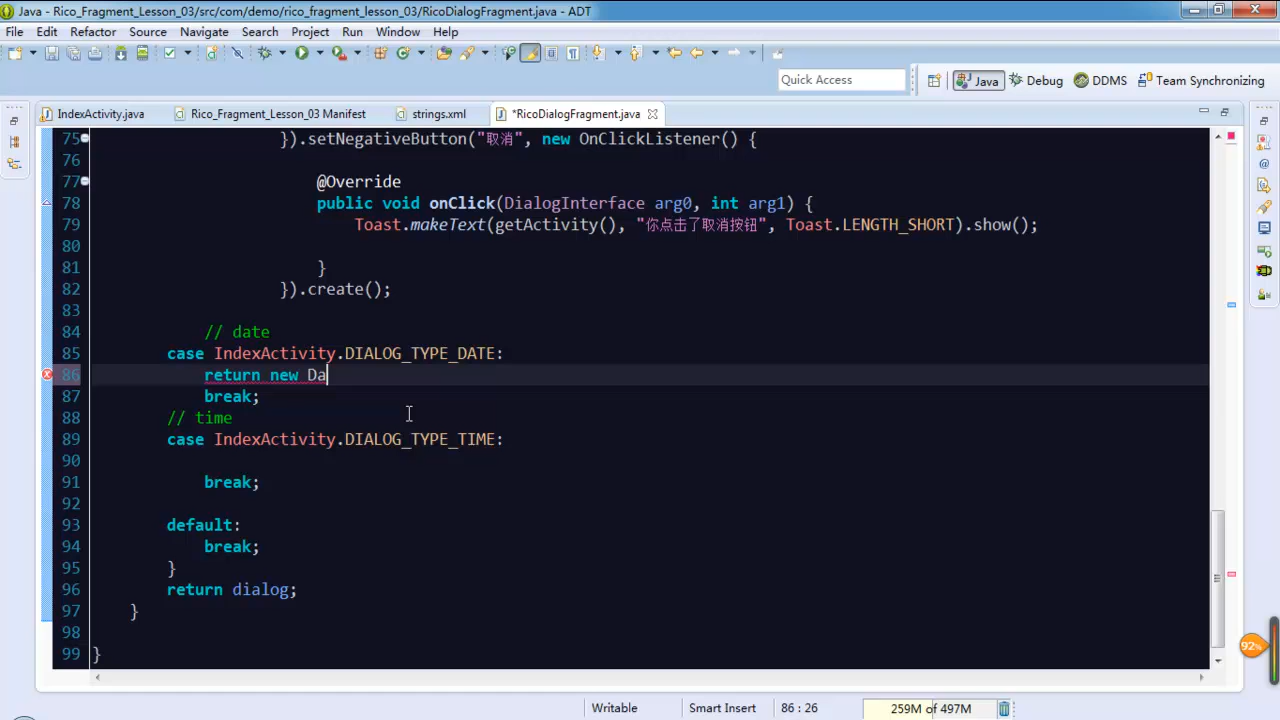 Java - Rico_Fragment_Lesson_03/src/com/demo/rico_fragment_lesson_03/RicoDialogFragment.java - ADT
File Edit Refactor Source Navigate Search Project Run Window Help
Quick Access Java Debug DDMS Team Synchronizing
IndexActivity.java Rico_Fragment_Lesson_03 Manifest strings.xml *RicoDialogFragment.java
75 }).setNegativeButton("取消", new OnClickListener() {
76
77 @Override
78 public void onClick(DialogInterface arg0, int arg1) {
79 Toast.makeText(getActivity(), "你点击了取消按钮", Toast.LENGTH_SHORT).show();
80
81 }
82 }).create();
83
84 // date
85 case IndexActivity.DIALOG_TYPE_DATE:
86 return new Da
87 break;
88 // time
89 case IndexActivity.DIALOG_TYPE_TIME:
90
91 break;
92
93 default:
94 break;
95 }
96 return dialog;
97 }
98
99 }
92%
Writable Smart Insert 86 : 26 259M of 497M